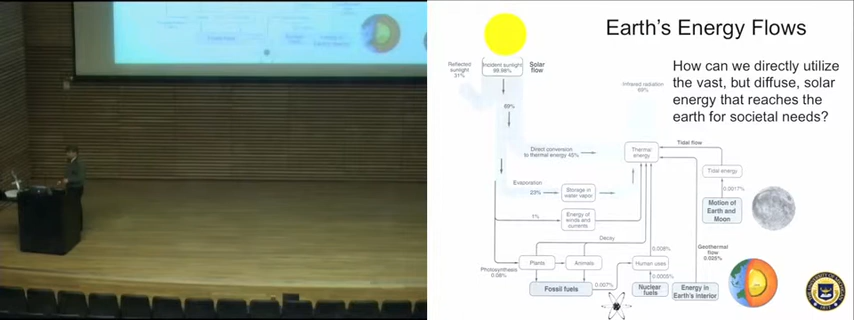 Earth's Energy Flows
How can we directly utilize
the vast, but diffuse, solar
energy that reaches the
earth for societal needs?
Reflected
sunlight
31%
Incident sunlight
99.98%
Solar
flow
69%
Infrared radiation
69%
Direct conversion
to thermal energy 45%
Thermal
energy
Tidal flow
Tidal energy
0.0017%
Motion of
Earth and
Moon
Evaporation
23%
Storage in
water vapor
1%
Energy of
winds and
currents
Decay
Photosynthesis
0.08%
Plants
Animals
Human uses
0.008%
Geothermal
flow
0.025%
Fossil fuels
0.007%
0.0005%
Nuclear
fuels
Energy in
Earth's interior